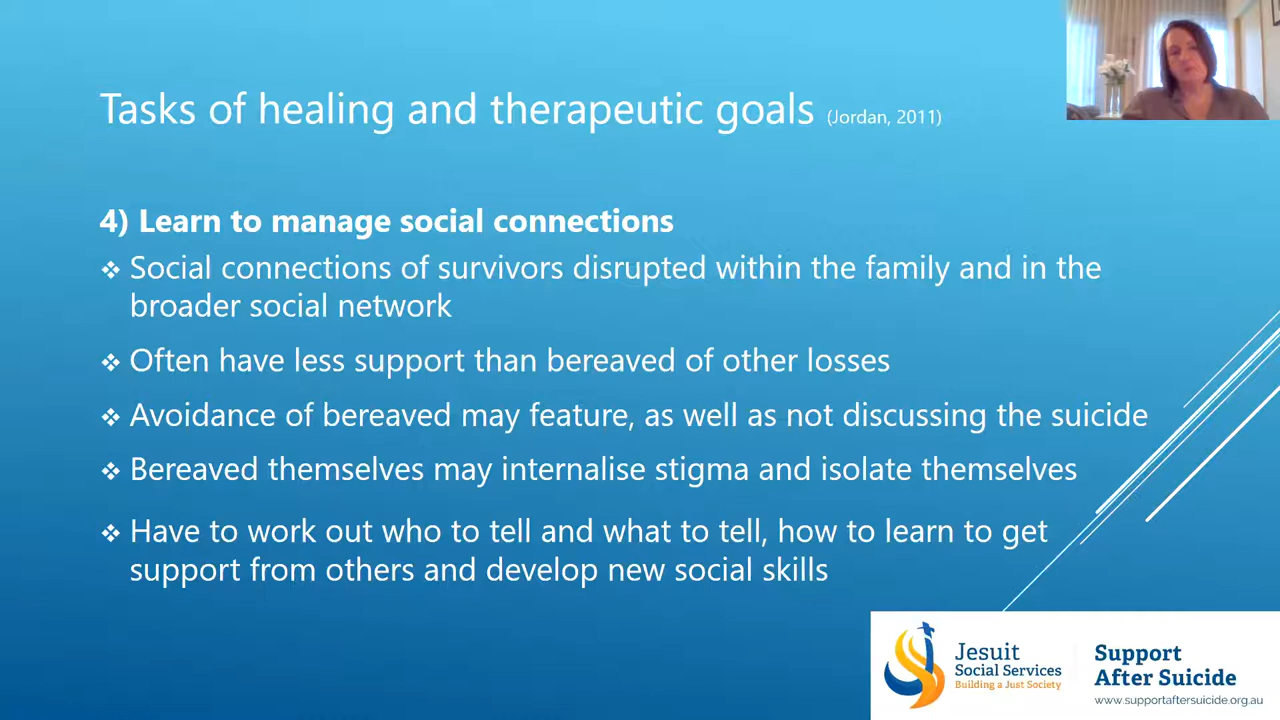 Tasks of healing and therapeutic goals (Jordan, 2011)
4) Learn to manage social connections
❖ Social connections of survivors disrupted within the family and in the
broader social network
❖ Often have less support than bereaved of other losses
❖ Avoidance of bereaved may feature, as well as not discussing the suicide
❖ Bereaved themselves may internalise stigma and isolate themselves
❖ Have to work out who to tell and what to tell, how to learn to get
support from others and develop new social skills
Jesuit
Social Services
Building a Just Society
Support
After Suicide
www.supportaftersuicide.org.au